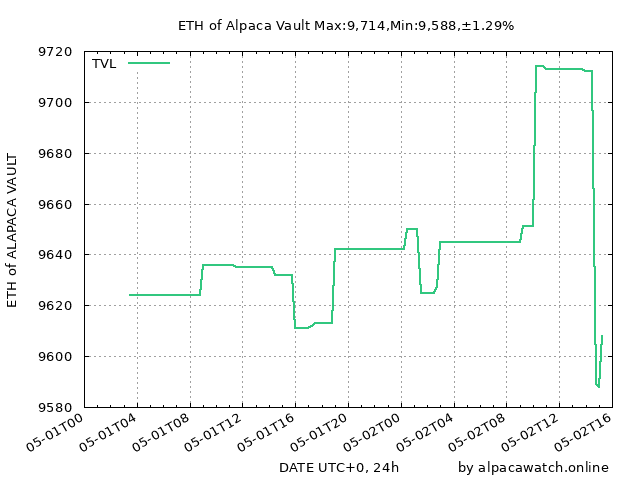 ETH of Alpaca Vault Max:9,714,Min:9,588,±1.29%
TVL
9720
9700
9680
9660
9640
9620
9600
9580
ETH of ALAPACA VAULT
05-01T00
05-01T04
05-01T08
05-01T12
05-01T16
05-01T20
05-02T00
05-02T04
05-02T08
05-02T12
05-02T16
DATE UTC+0, 24h
by alpacawatch.online